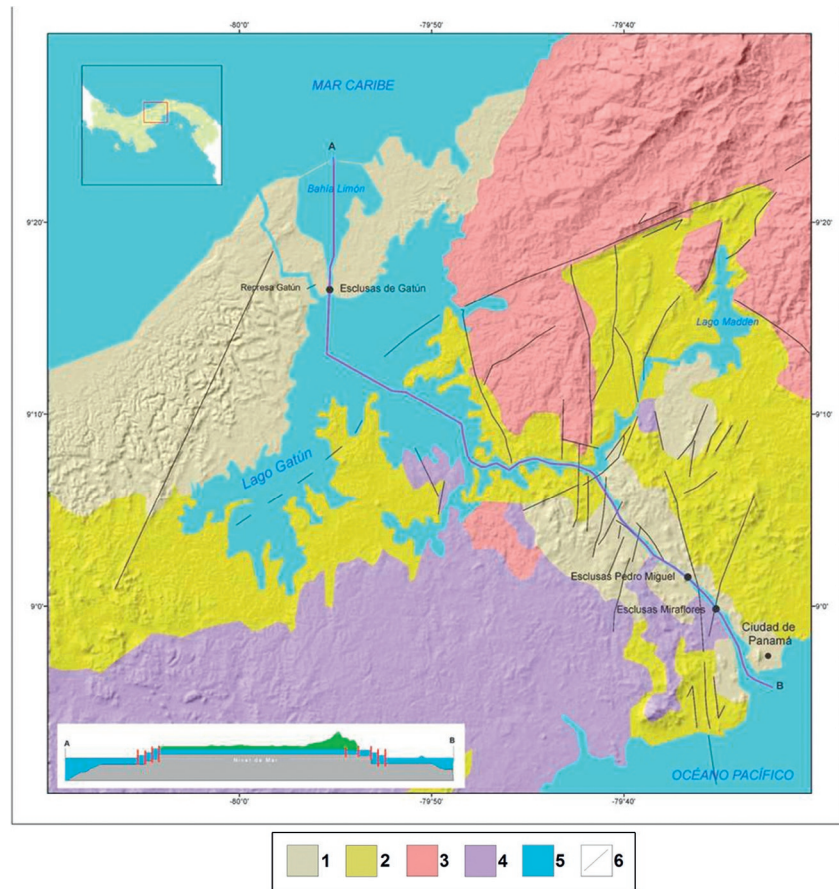 -80°0' -79°50' -79°40'
MAR CARIBE
A
Bahía Limón
9°20' 9°20'
Represa Gatún
Esclusas de Gatún
Lago Madden
9°10' 9°10'
Lago Gatún
Esclusas Pedro Miguel
9°0' 9°0'
Esclusas Miraflores
Ciudad de
Panamá
B
A B
Nivel de Mar
OCÉANO PACÍFICO
-80°0' -79°50' -79°40'
1 2 3 4 5 6